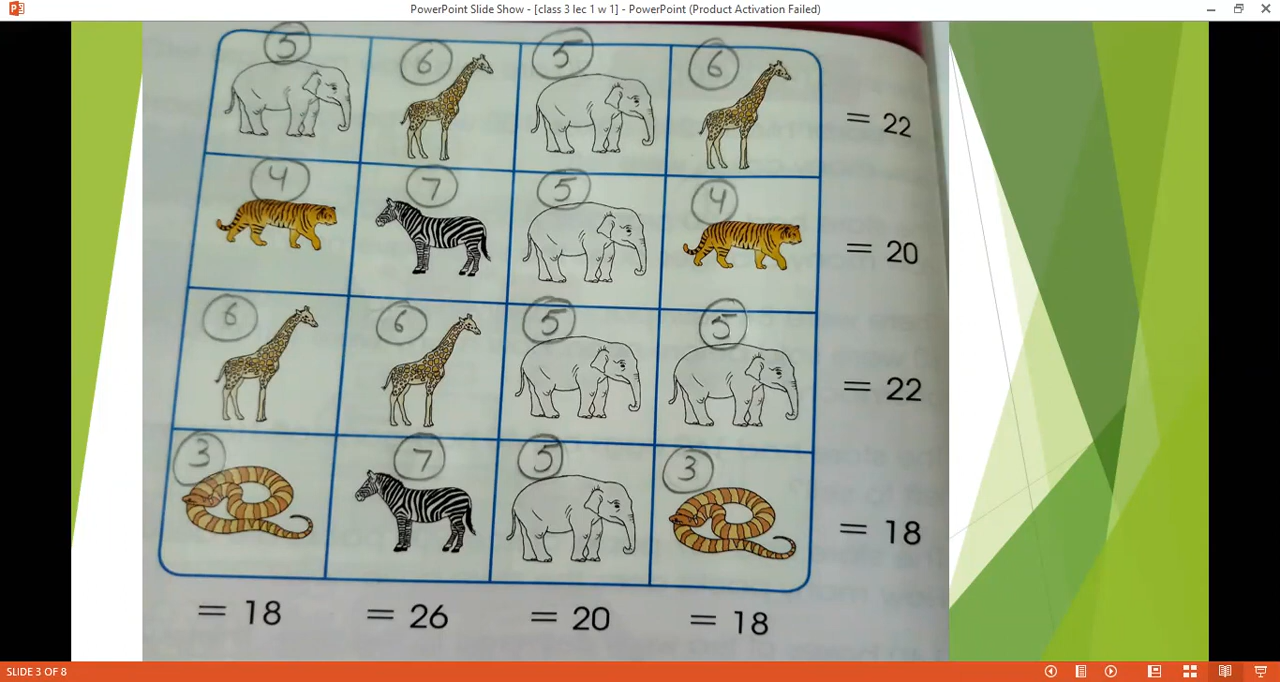 PowerPoint Slide Show - [class 3 lec 1 w 1] - PowerPoint (Product Activation Failed)
5 6 5 6 = 22
4 7 5 4 = 20
6 6 5 5 = 22
3 7 5 3 = 18
= 18 = 26 = 20 = 18
SLIDE 3 OF 8